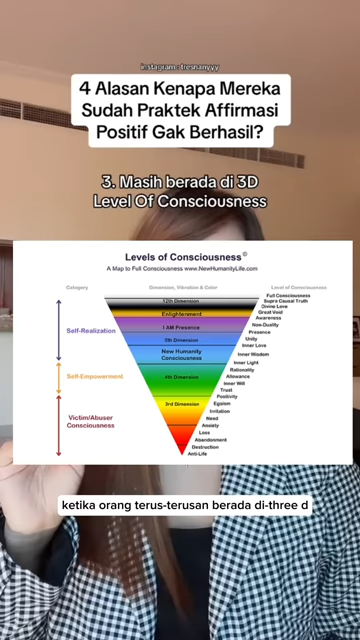 instagram: tresnanyyy
4 Alasan Kenapa Mereka
Sudah Praktek Affirmasi
Positif Gak Berhasil?
3. Masih berada di 3D
Level Of Consciousness
Levels of Consciousness©
A Map to Full Consciousness www.NewHumanityLife.com
Category
Dimension, Vibration & Color
Level of Consciousness
12th Dimension
Enlightenment
I AM Presence
5th Dimension
New Humanity
Consciousness
4th Dimension
3rd Dimension
Self-Realization
Self-Empowerment
Victim/Abuser
Consciousness
Full Consciousness
Supra Causal Truth
Divine Love
Great Void
Awareness
Non-Duality
Presence
Unity
Inner Love
Inner Wisdom
Inner Light
Rationality
Allowance
Inner Will
Trust
Positivity
Egoism
Irritation
Need
Anxiety
Loss
Abandonment
Destruction
Anti-Life
ketika orang terus-terusan berada di-three d